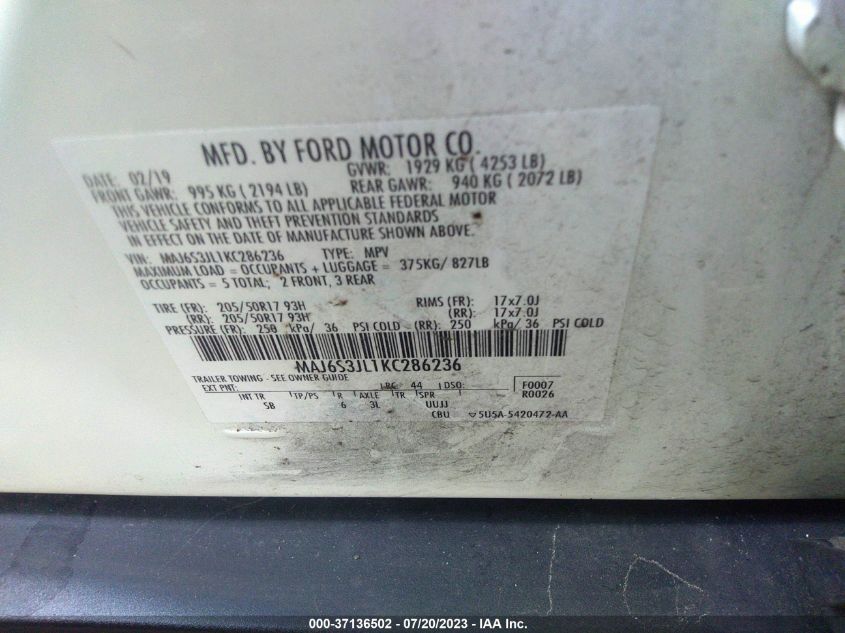 MFD. BY FORD MOTOR CO.
DATE: 02/19 GVWR: 1929 KG ( 4253 LB)
FRONT GAWR: 995 KG ( 2194 LB) REAR GAWR: 940 KG ( 2072 LB)
THIS VEHICLE CONFORMS TO ALL APPLICABLE FEDERAL MOTOR
VEHICLE SAFETY AND THEFT PREVENTION STANDARDS
IN EFFECT ON THE DATE OF MANUFACTURE SHOWN ABOVE.
VIN: MAJ6S3JL1KC286236 TYPE: MPV
MAXIMUM LOAD = OCCUPANTS + LUGGAGE = 375KG/ 827LB
OCCUPANTS = 5 TOTAL; 2 FRONT, 3 REAR
TIRE (FR): 205/50R17 93H RIMS (FR): 17x7.0J
(RR): 205/50R17 93H (RR): 17x7.0J
PRESSURE (FR): 250 kPa/ 36 PSI COLD (RR): 250 kPa/ 36 PSI COLD
MAJ6S3JL1KC286236
TRAILER TOWING - SEE OWNER GUIDE
EXT PNT: RC: 44 DSO: F0007
R0026
INT TR TP/PS R AXLE TR SPR
SB 6 3L UUJJ
CBU 5U5A-5420472-AA
000-37136502 - 07/20/2023 - IAA Inc.